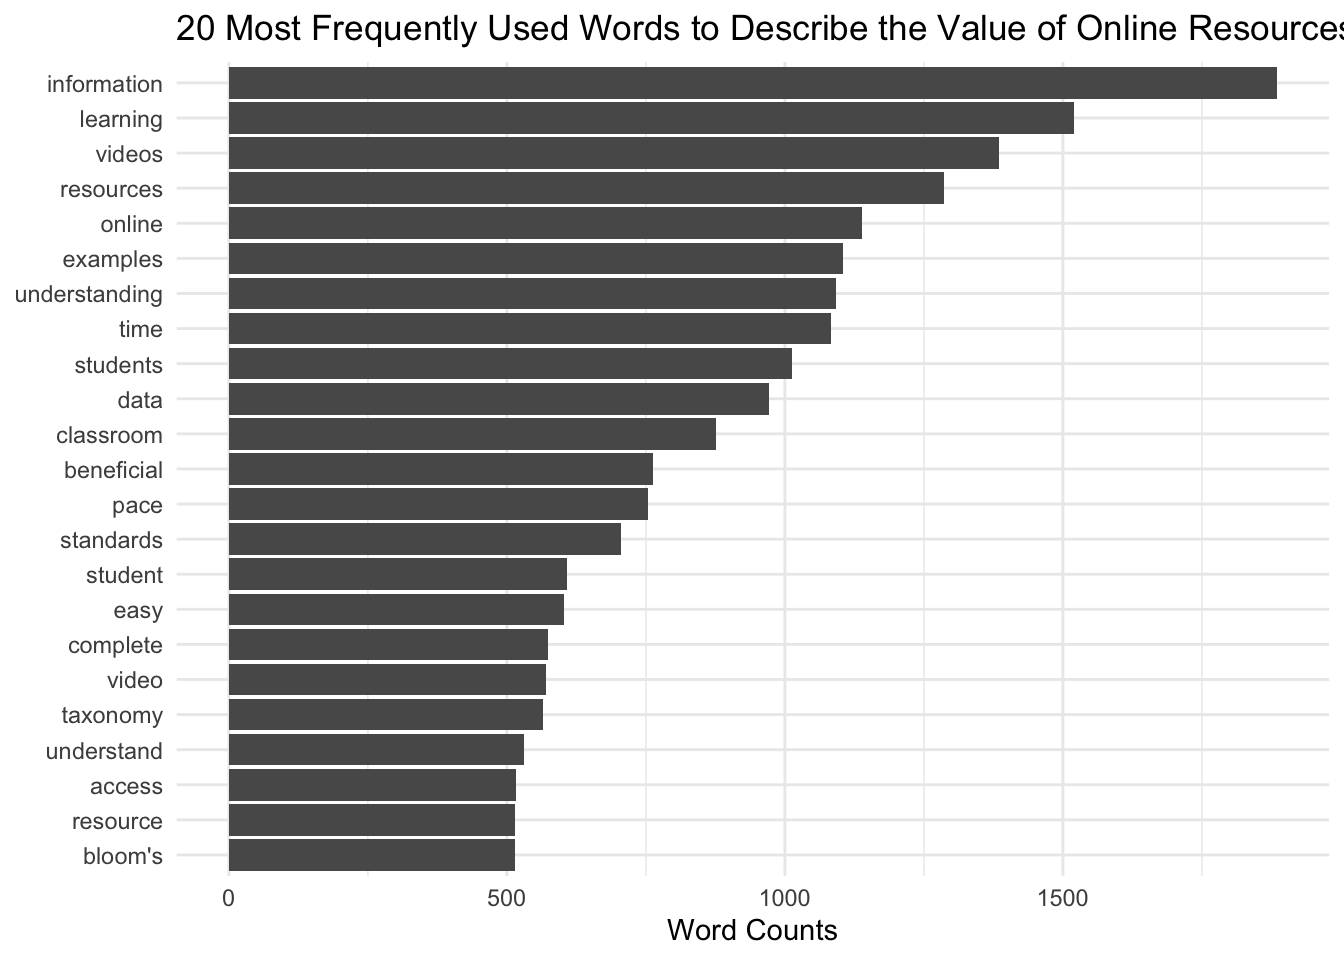 20 Most Frequently Used Words to Describe the Value of Online Resources
information
learning
videos
resources
online
examples
understanding
time
students
data
classroom
beneficial
pace
standards
student
easy
complete
video
taxonomy
understand
access
resource
bloom's
0 500 1000 1500
Word Counts